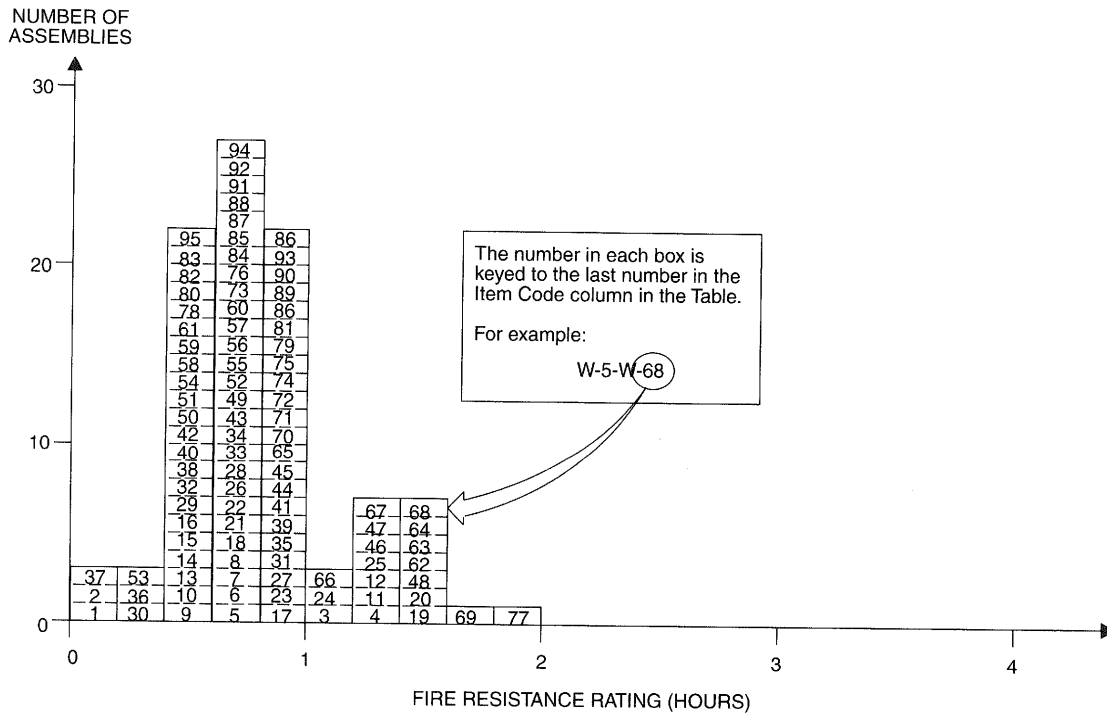 NUMBER OF
ASSEMBLIES
30
94
92
91
88
87
95 85 86
83 84 93
20
82 76 90
80 73 89
78 60 86
61 57 81
59 56 79
58 55 75
54 52 74
51 49 72
50 43 71
42 34 70
10
40 33 65
38 28 45
32 26 44
29 22 41
16 21 39 67 68
15 18 35 47 64
14 8 31 46 63
37 53 13 7 27 66 25 62
2 36 10 6 23 24 12 48
1 30 9 5 17 3 11 20
4 19 69 77
0
The number in each box is
keyed to the last number in the
Item Code column in the Table.
For example:
W-5-W-68
0 1 2 3 4
FIRE RESISTANCE RATING (HOURS)